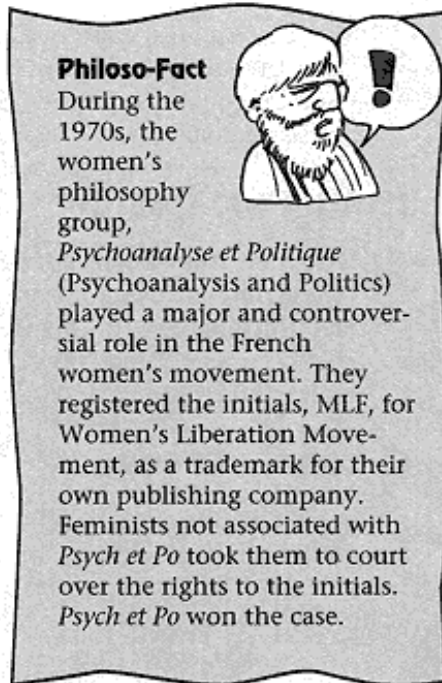 Philoso-Fact
During the
1970s, the
women's
philosophy
group,
Psychoanalyse et Politique
(Psychoanalysis and Politics)
played a major and controver-
sial role in the French
women's movement. They
registered the initials, MLF, for
Women's Liberation Move-
ment, as a trademark for their
own publishing company.
Feminists not associated with
Psych et Po took them to court
over the rights to the initials.
Psych et Po won the case.
!